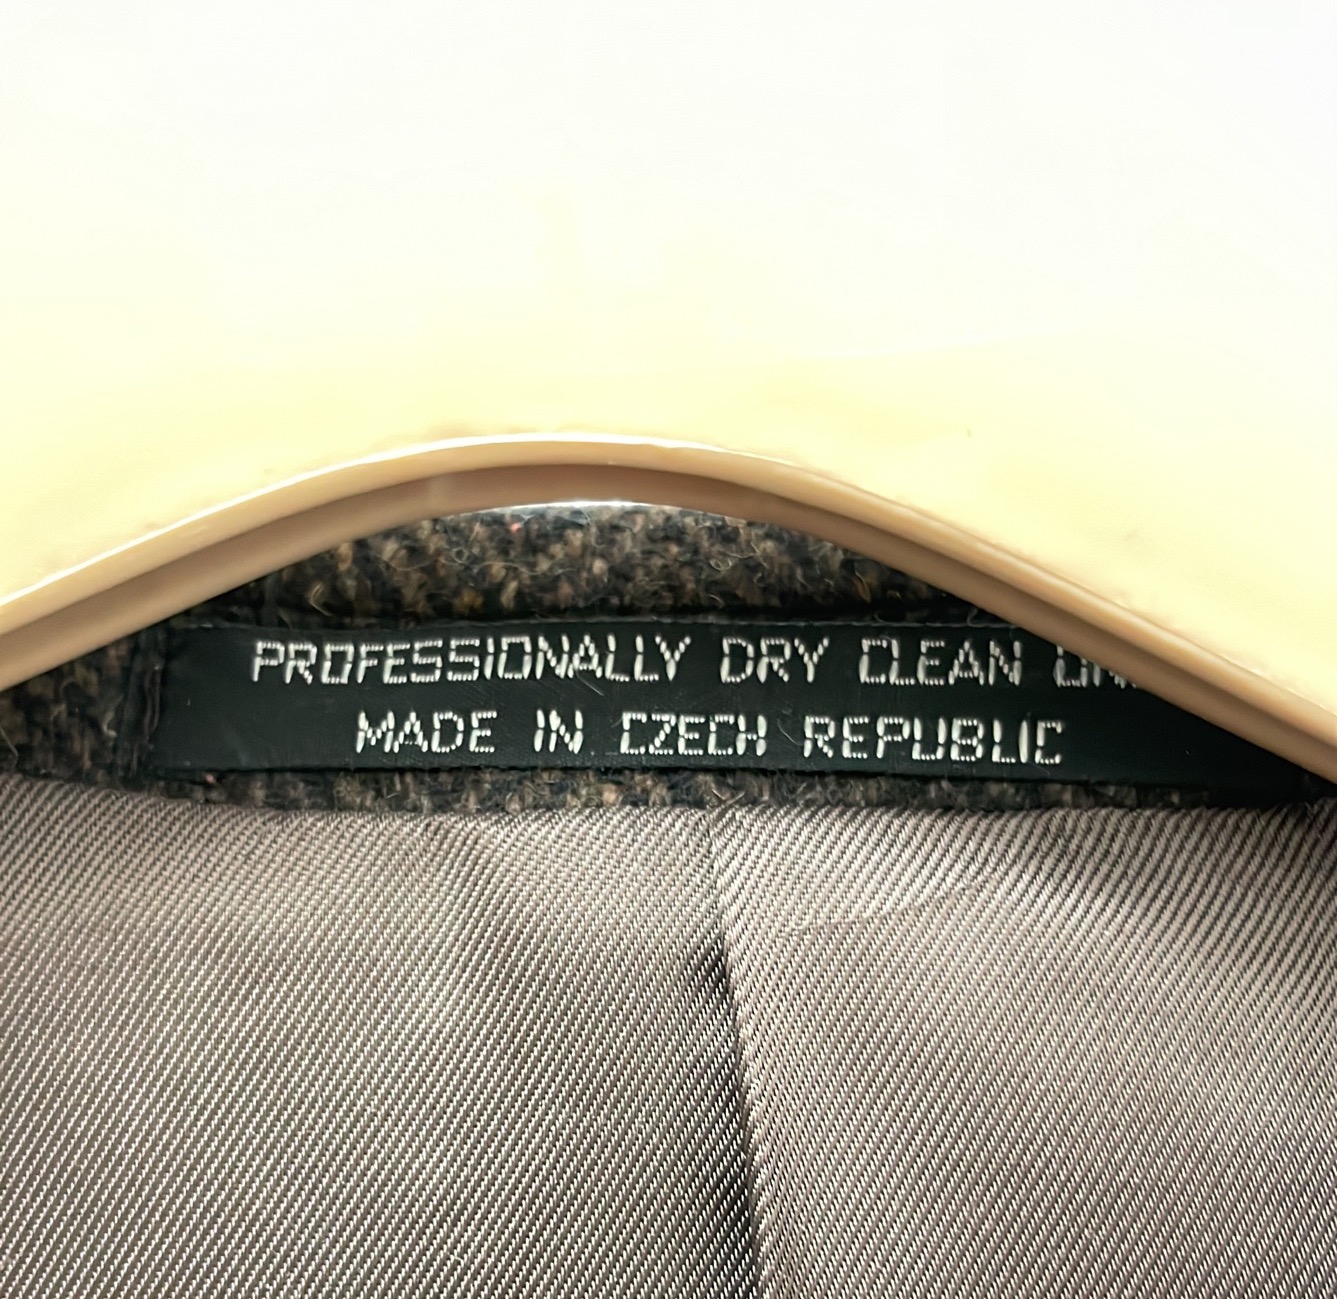 PROFESSIONALLY DRY CLEAN
MADE IN CZECH REPUBLIC